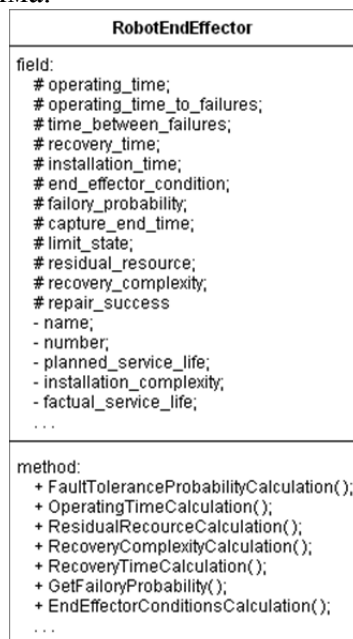 RobotEndEffector
field:
# operating_time;
# operating_time_to_failures;
# time_between_failures;
# recovery_time;
# installation_time;
# end_effector_condition;
# failory_probability;
# capture_end_time;
# limit_state;
# residual_resource;
# recovery_complexity;
# repair_success
- name;
- number;
- planned_service_life;
- installation_complexity;
- factual_service_life;
. . .
method:
+ FaultToleranceProbabilityCalculation();
+ OperatingTimeCalculation();
+ ResidualRecourceCalculation();
+ RecoveryComplexityCalculation();
+ RecoveryTimeCalculation();
+ GetFailoryProbability();
+ EndEffectorConditionsCalculation();
. . .